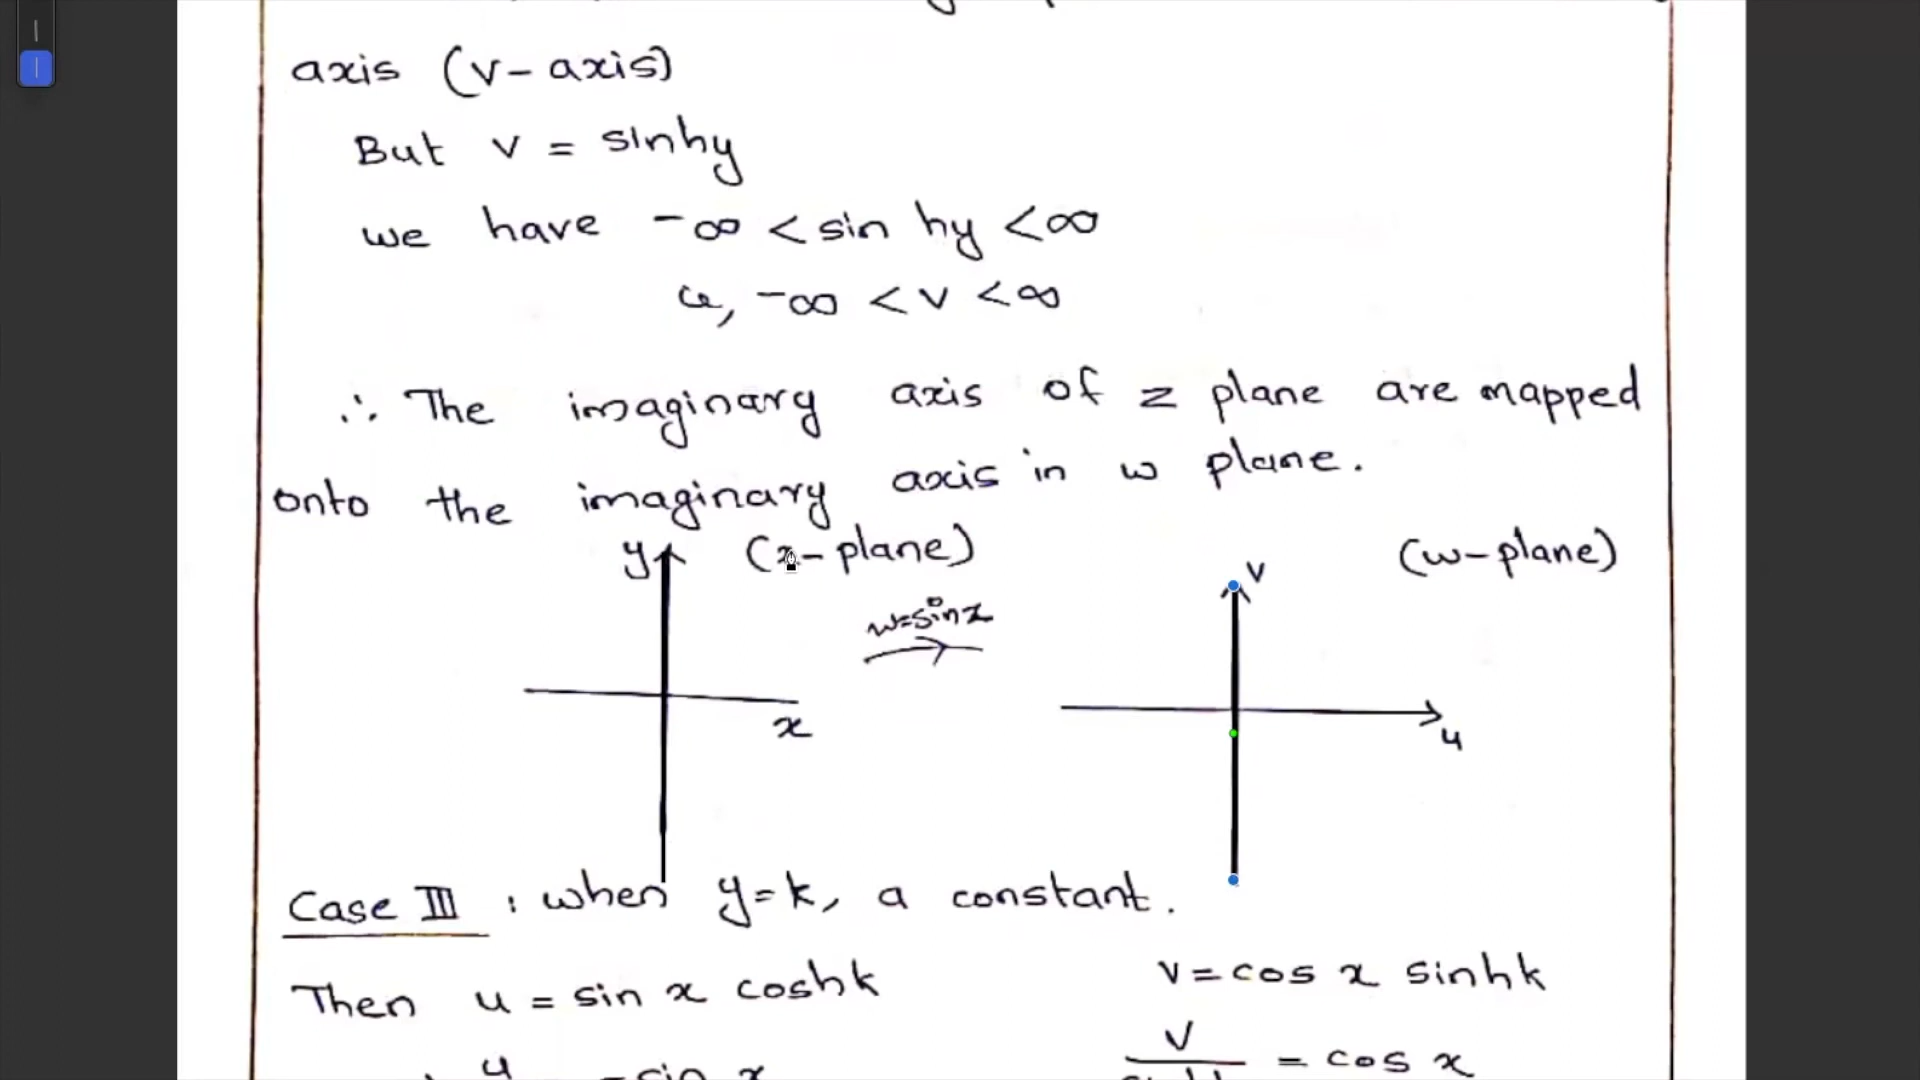 axis (v-axis)
But v = sinhy
we have -∞ < sin hy < ∞
ie, -∞ < v < ∞
∴ The imaginary axis of z plane are mapped
onto the imaginary axis in w plane.
y (z-plane)
v (w-plane)
w=sinz
x
u
Case III : when y=k, a constant.
Then u = sin x coshk v = cos x sinhk
u = sin x
v = cos x